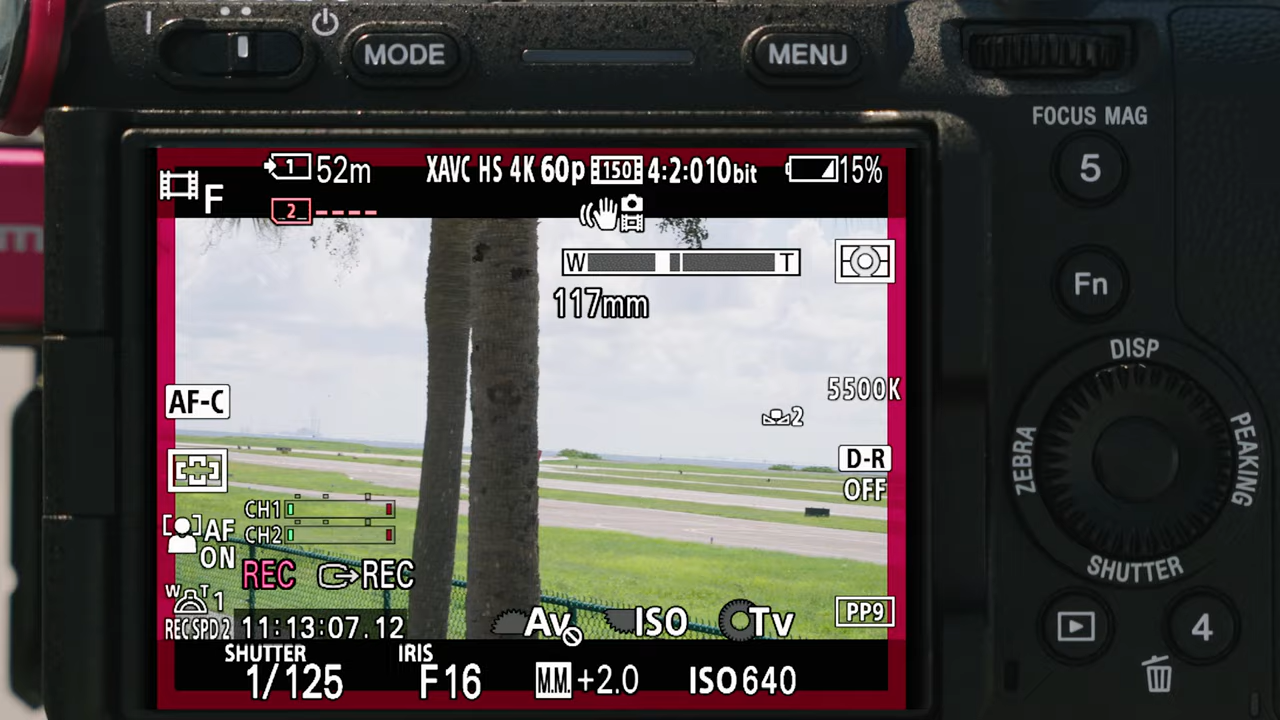 MODE
MENU
FOCUS MAG
5
Fn
DISP
ZEBRA
PEAKING
SHUTTER
4
F
1 52m
XAVC HS 4K 60p 150 4:2:0 10bit
15%
2 ----
W T
117mm
5500K
2
AF-C
D-R
OFF
CH1
CH2
AF
ON
REC
REC
W T 1
REC SPD 2
11:13:07.12
Av
ISO
Tv
PP9
SHUTTER
1/125
IRIS
F16
M.M. +2.0
ISO 640
m